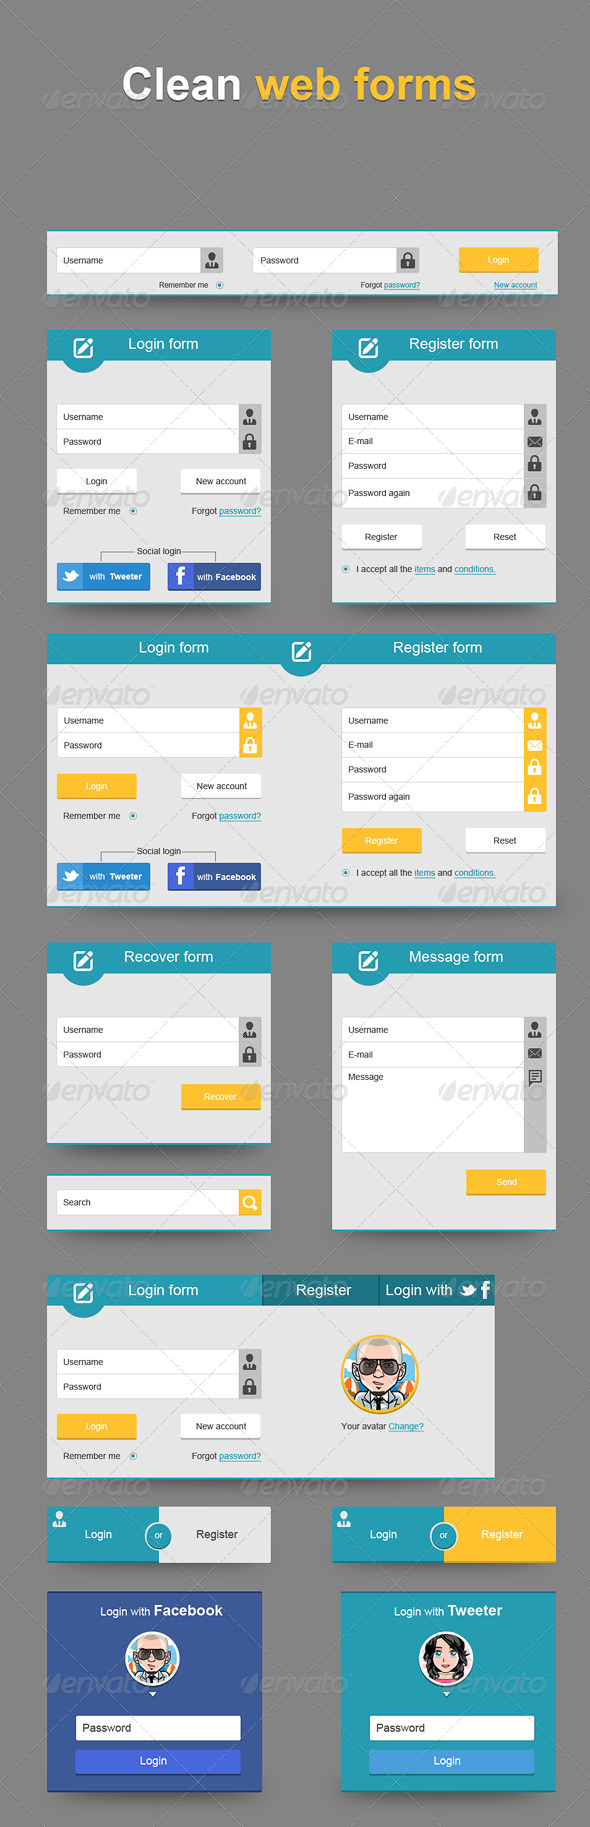 Clean web forms
Username
Password
Login
Remember me
Forgot password?
New account
Login form
Username
Password
Login
New account
Remember me
Forgot password?
Social login
with Tweeter
with Facebook
Register form
Username
E-mail
Password
Password again
Register
Reset
I accept all the items and conditions.
Login form
Register form
Username
Password
Login
New account
Remember me
Forgot password?
Social login
with Tweeter
with Facebook
Username
E-mail
Password
Password again
Register
Reset
I accept all the items and conditions.
Recover form
Username
Password
Recover
Message form
Username
E-mail
Message
Send
Search
Login form
Register
Login with
Username
Password
Login
New account
Remember me
Forgot password?
Your avatar Change?
Login
or
Register
Login
or
Register
Login with Facebook
Password
Login
Login with Tweeter
Password
Login
envato